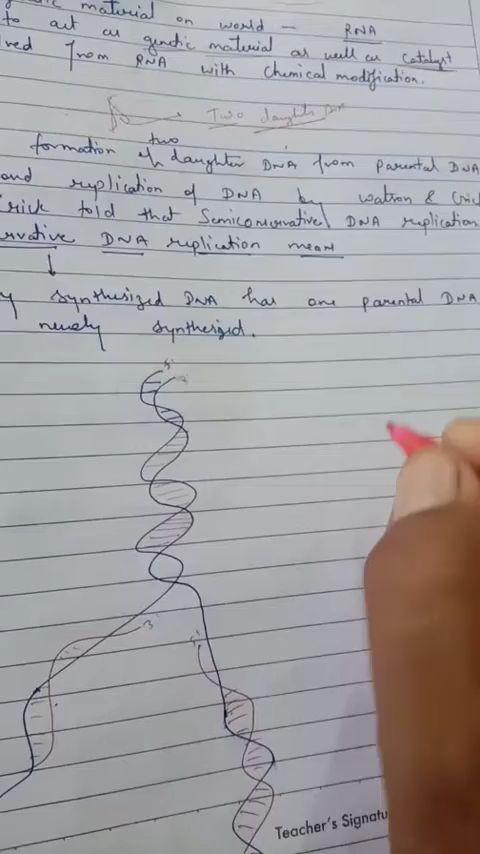 material on world — RNA
to act as genetic material as well as catalyst
from RNA with chemical modification.
Two daughter
two
formation of daughter DNA from parental DNA
and replication of DNA by Watson &
told that Semiconservative DNA replication
DNA replication mean
synthesized DNA has one parental DNA
newly synthesized.
5'
3'
3'
5'
Teacher's Signatu